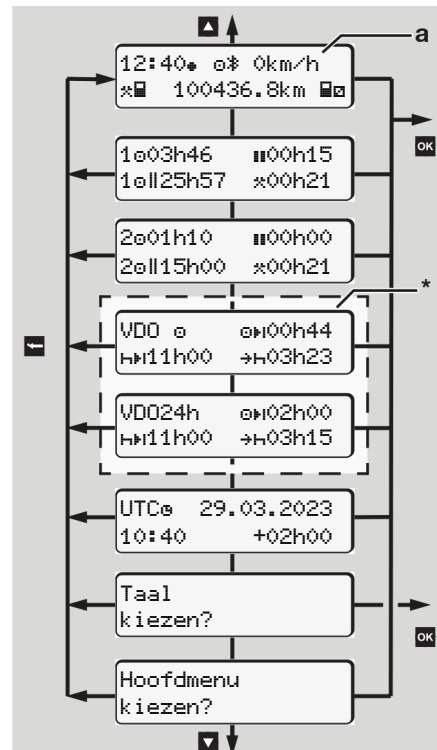 a
12:40 0km/h
100436.8km
OK
1 03h46 00h15
1 25h57 00h21
2 01h10 00h00
2 15h00 00h21
*
VDO 00h44
11h00 03h23
VDO24h 02h00
11h00 03h15
UTC 29.03.2023
10:40 +02h00
Taal
kiezen?
OK
Hoofdmenu
kiezen?